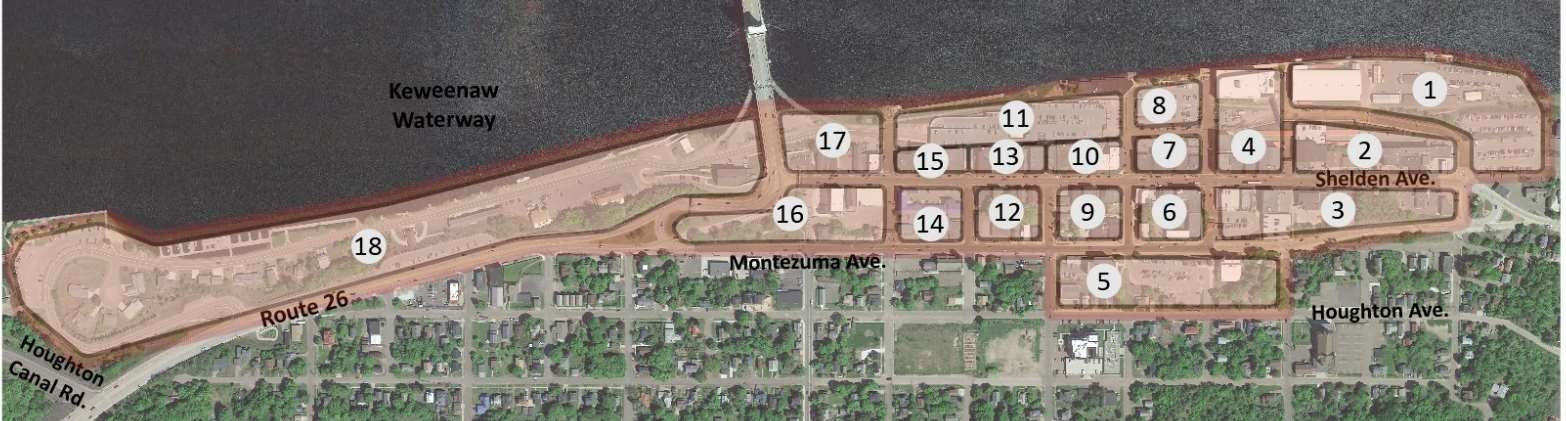 Keweenaw
Waterway
1
8
11
17
15
13
10
7
4
2
Shelden Ave.
3
16
14
12
9
6
18
Montezuma Ave.
5
Route 26
Houghton Ave.
Houghton
Canal Rd.